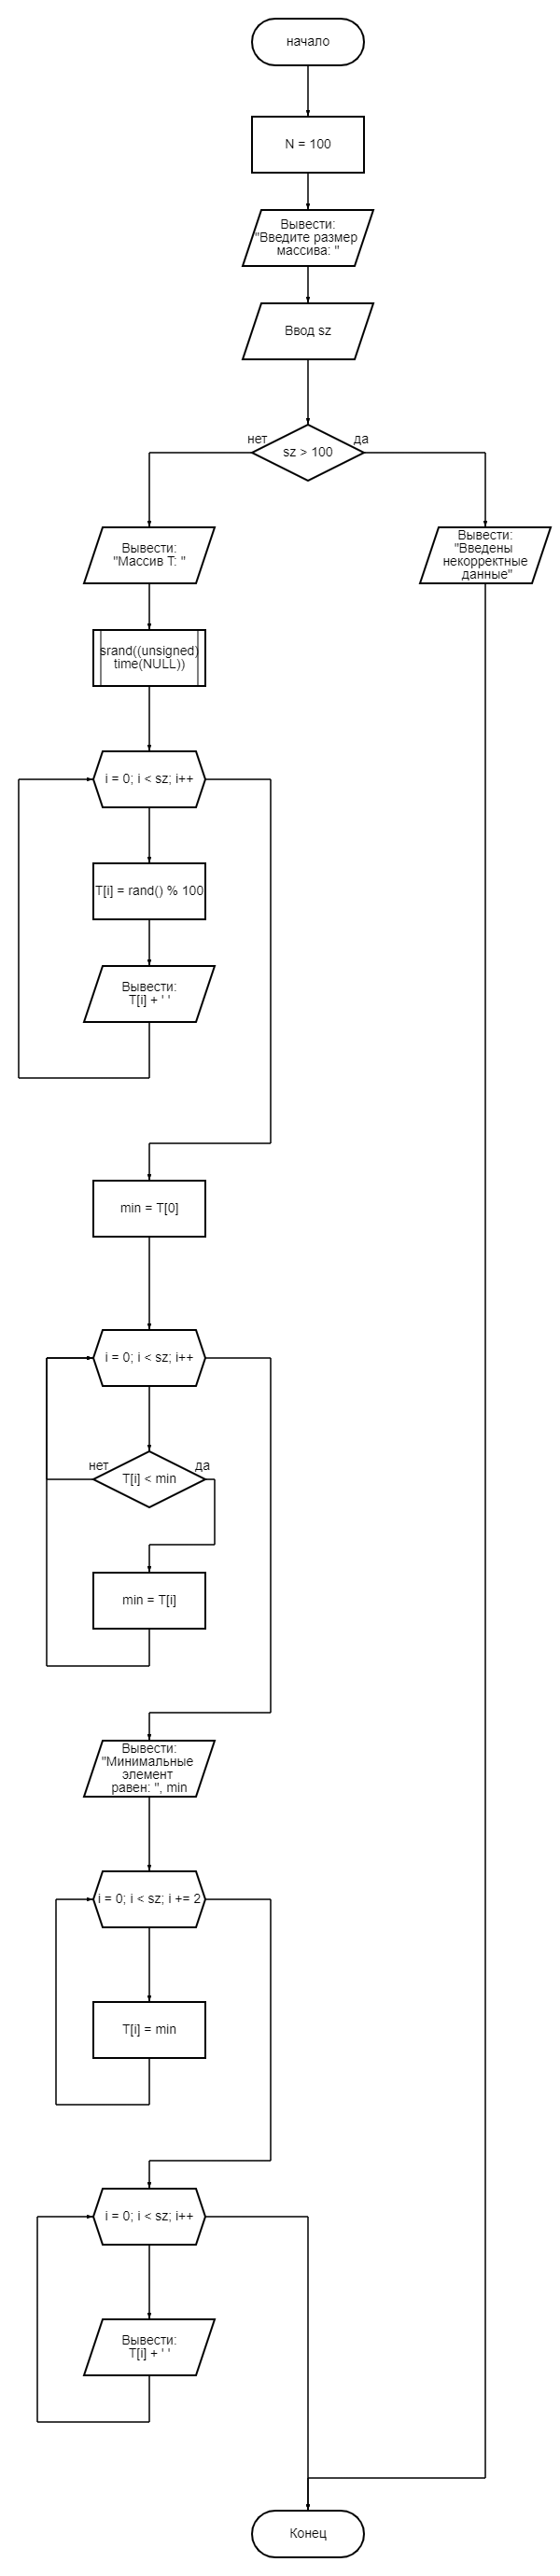 начало
N = 100
Вывести:
"Введите размер
массива: "
Ввод sz
нет
sz > 100
да
Вывести:
"Массив T: "
Вывести:
"Введены
некорректные
данные"
srand((unsigned)
time(NULL))
i = 0; i < sz; i++
T[i] = rand() % 100
Вывести:
T[i] + ' '
min = T[0]
i = 0; i < sz; i++
нет
T[i] < min
да
min = T[i]
Вывести:
"Минимальные
элемент
равен: ", min
i = 0; i < sz; i += 2
T[i] = min
i = 0; i < sz; i++
Вывести:
T[i] + ' '
Конец